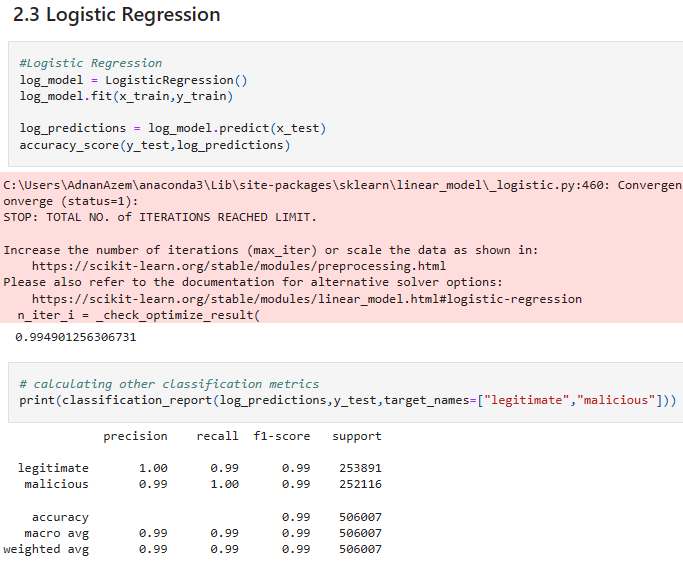 2.3 Logistic Regression
#Logistic Regression
log_model = LogisticRegression()
log_model.fit(x_train,y_train)
log_predictions = log_model.predict(x_test)
accuracy_score(y_test,log_predictions)
C:\Users\AdnanAzem\anaconda3\Lib\site-packages\sklearn\linear_model\_logistic.py:460: Convergen
onverge (status=1):
STOP: TOTAL NO. of ITERATIONS REACHED LIMIT.
Increase the number of iterations (max_iter) or scale the data as shown in:
https://scikit-learn.org/stable/modules/preprocessing.html
Please also refer to the documentation for alternative solver options:
https://scikit-learn.org/stable/modules/linear_model.html#logistic-regression
n_iter_i = _check_optimize_result(
0.994901256306731
# calculating other classification metrics
print(classification_report(log_predictions,y_test,target_names=["legitimate","malicious"]))
precision recall f1-score support
legitimate 1.00 0.99 0.99 253891
malicious 0.99 1.00 0.99 252116
accuracy 0.99 506007
macro avg 0.99 0.99 0.99 506007
weighted avg 0.99 0.99 0.99 506007